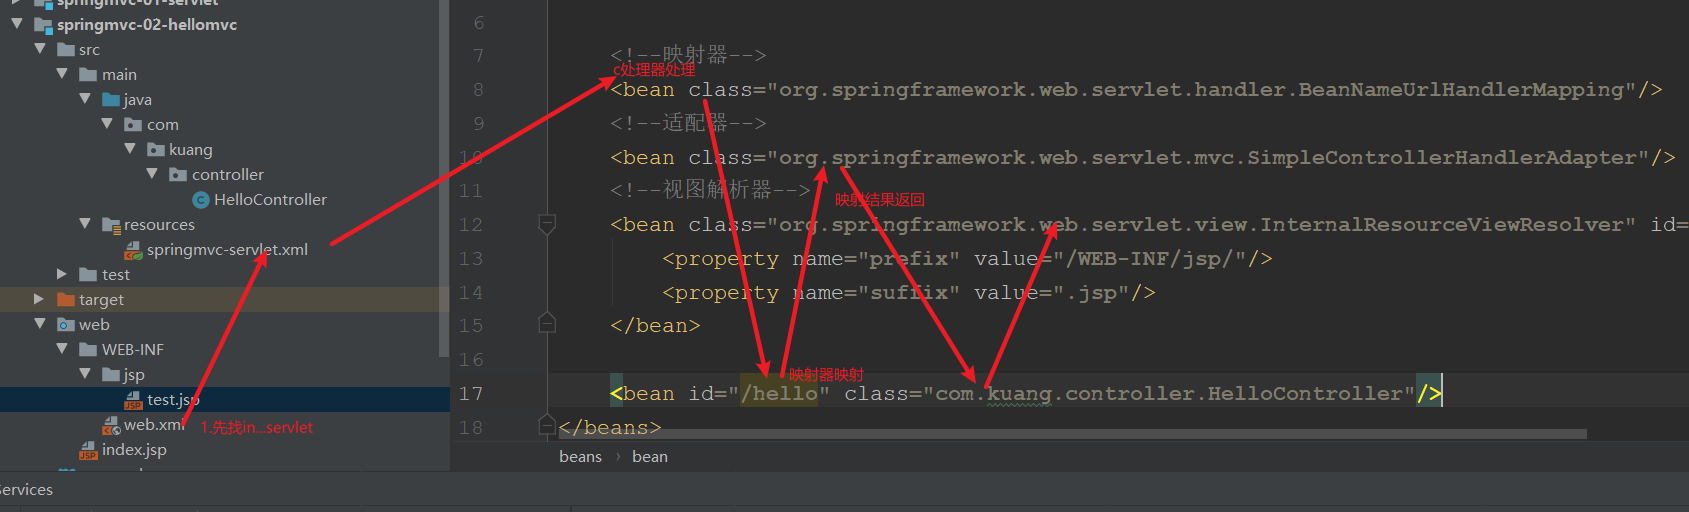 springmvc-01-servlet
springmvc-02-hellomvc
src
main
java
com
kuang
controller
HelloController
resources
springmvc-servlet.xml
test
target
web
WEB-INF
jsp
test.jsp
web.xml
1.先找in...servlet
index.jsp
Services
6
7 <!--映射器-->
c处理器处理
8 <bean class="org.springframework.web.servlet.handler.BeanNameUrlHandlerMapping"/>
9 <!--适配器-->
10 <bean class="org.springframework.web.servlet.mvc.SimpleControllerHandlerAdapter"/>
11 <!--视图解析器-->
映射结果返回
12 <bean class="org.springframework.web.servlet.view.InternalResourceViewResolver" id=
13 <property name="prefix" value="/WEB-INF/jsp/"/>
14 <property name="suffix" value=".jsp"/>
15 </bean>
16
映射器映射
17 <bean id="/hello" class="com.kuang.controller.HelloController"/>
18 </beans>
beans › bean